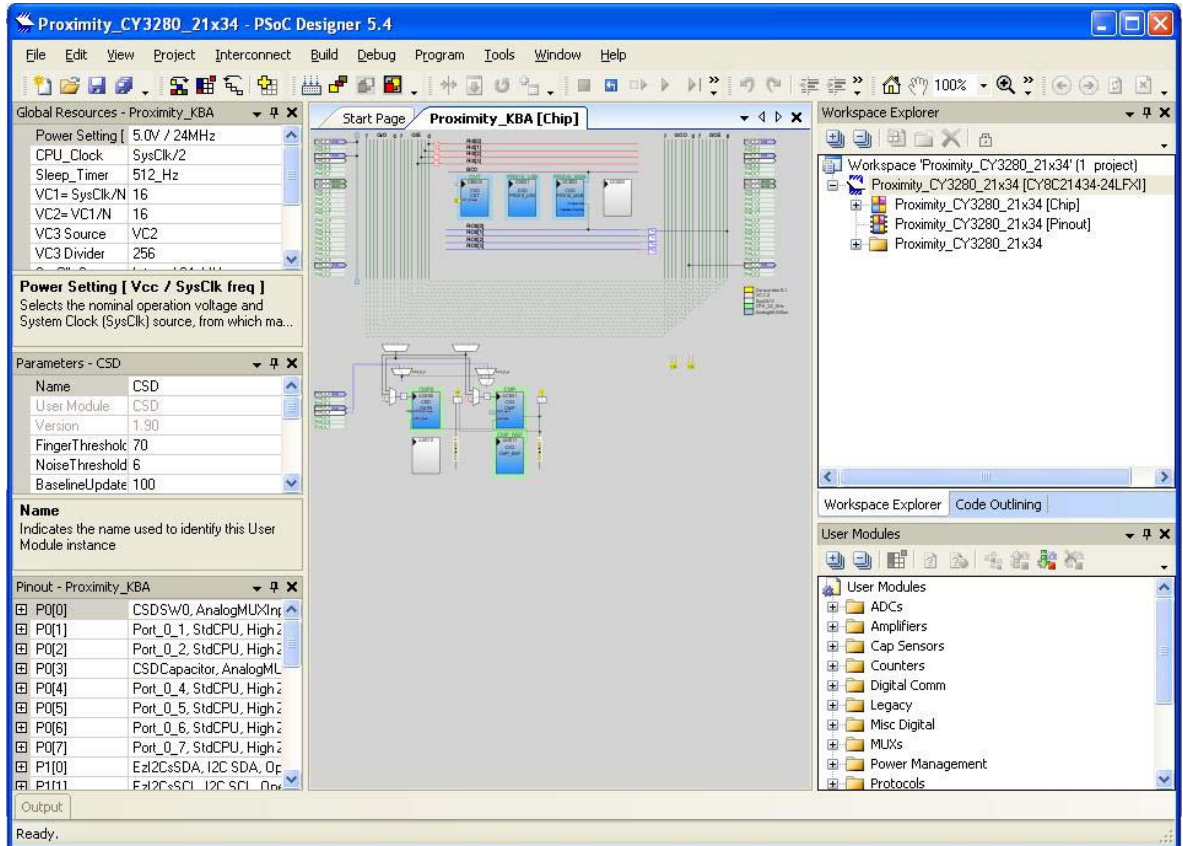 Proximity_CY3280_21x34 - PSoC Designer 5.4
File Edit View Project Interconnect Build Debug Program Tools Window Help
100%
Global Resources - Proximity_KBA
Power Setting [ 5.0V / 24MHz
CPU_Clock SysClk/2
Sleep_Timer 512_Hz
VC1= SysClk/N 16
VC2= VC1/N 16
VC3 Source VC2
VC3 Divider 256
Power Setting [ Vcc / SysClk freq ]
Selects the nominal operation voltage and
System Clock (SysClk) source, from which ma...
Parameters - CSD
Name CSD
User Module CSD
Version 1.90
FingerThreshold 70
NoiseThreshold 6
BaselineUpdate 100
Name
Indicates the name used to identify this User
Module instance
Pinout - Proximity_KBA
P0[0] CSDSW0, AnalogMUXInp
P0[1] Port_0_1, StdCPU, High Z
P0[2] Port_0_2, StdCPU, High Z
P0[3] CSDCapacitor, AnalogMU
P0[4] Port_0_4, StdCPU, High Z
P0[5] Port_0_5, StdCPU, High Z
P0[6] Port_0_6, StdCPU, High Z
P0[7] Port_0_7, StdCPU, High Z
P1[0] EzI2CsSDA, I2C SDA, Op
P1[1] EzI2CsSCL, I2C SCL, Ope
Output
Ready.
Start Page Proximity_KBA [Chip]
Workspace Explorer
Workspace 'Proximity_CY3280_21x34' (1 project)
Proximity_CY3280_21x34 [CY8C21434-24LFXI]
Proximity_CY3280_21x34 [Chip]
Proximity_CY3280_21x34 [Pinout]
Proximity_CY3280_21x34
Workspace Explorer Code Outlining
User Modules
User Modules
ADCs
Amplifiers
Cap Sensors
Counters
Digital Comm
Legacy
Misc Digital
MUXs
Power Management
Protocols